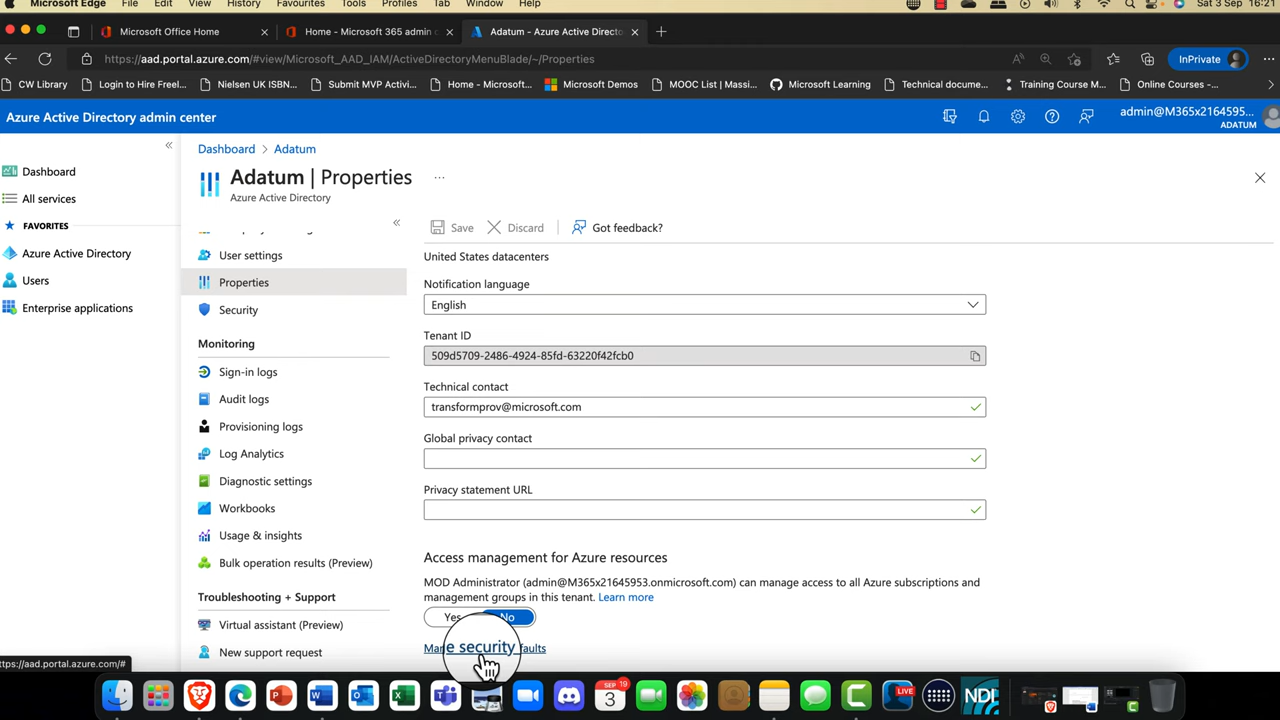 Microsoft Edge File Edit View History Favourites Tools Profiles Tab Window Help Sat 3 Sep 16:21
Microsoft Office Home Home - Microsoft 365 admin c Adatum - Azure Active Directo
https://aad.portal.azure.com/#view/Microsoft_AAD_IAM/ActiveDirectoryMenuBlade/~/Properties InPrivate
CW Library Login to Hire Freel... Nielsen UK ISBN... Submit MVP Activi... Home - Microsoft... Microsoft Demos MOOC List | Massi... Microsoft Learning Technical docume... Training Course M... Online Courses -...
Azure Active Directory admin center admin@M365x2164595...
ADATUM
Dashboard > Adatum
Adatum | Properties ...
Azure Active Directory
Dashboard
All services
FAVORITES
Azure Active Directory
Users
Enterprise applications
User settings
Properties
Security
Monitoring
Sign-in logs
Audit logs
Provisioning logs
Log Analytics
Diagnostic settings
Workbooks
Usage & insights
Bulk operation results (Preview)
Troubleshooting + Support
Virtual assistant (Preview)
New support request
Save Discard Got feedback?
United States datacenters
Notification language
English
Tenant ID
509d5709-2486-4924-85fd-63220f42fcb0
Technical contact
transformprov@microsoft.com
Global privacy contact
Privacy statement URL
Access management for Azure resources
MOD Administrator (admin@M365x21645953.onmicrosoft.com) can manage access to all Azure subscriptions and
management groups in this tenant. Learn more
Yes No
Mana e security faults
ttps://aad.portal.azure.com/#
SEP 19
3
LIVE
NDI